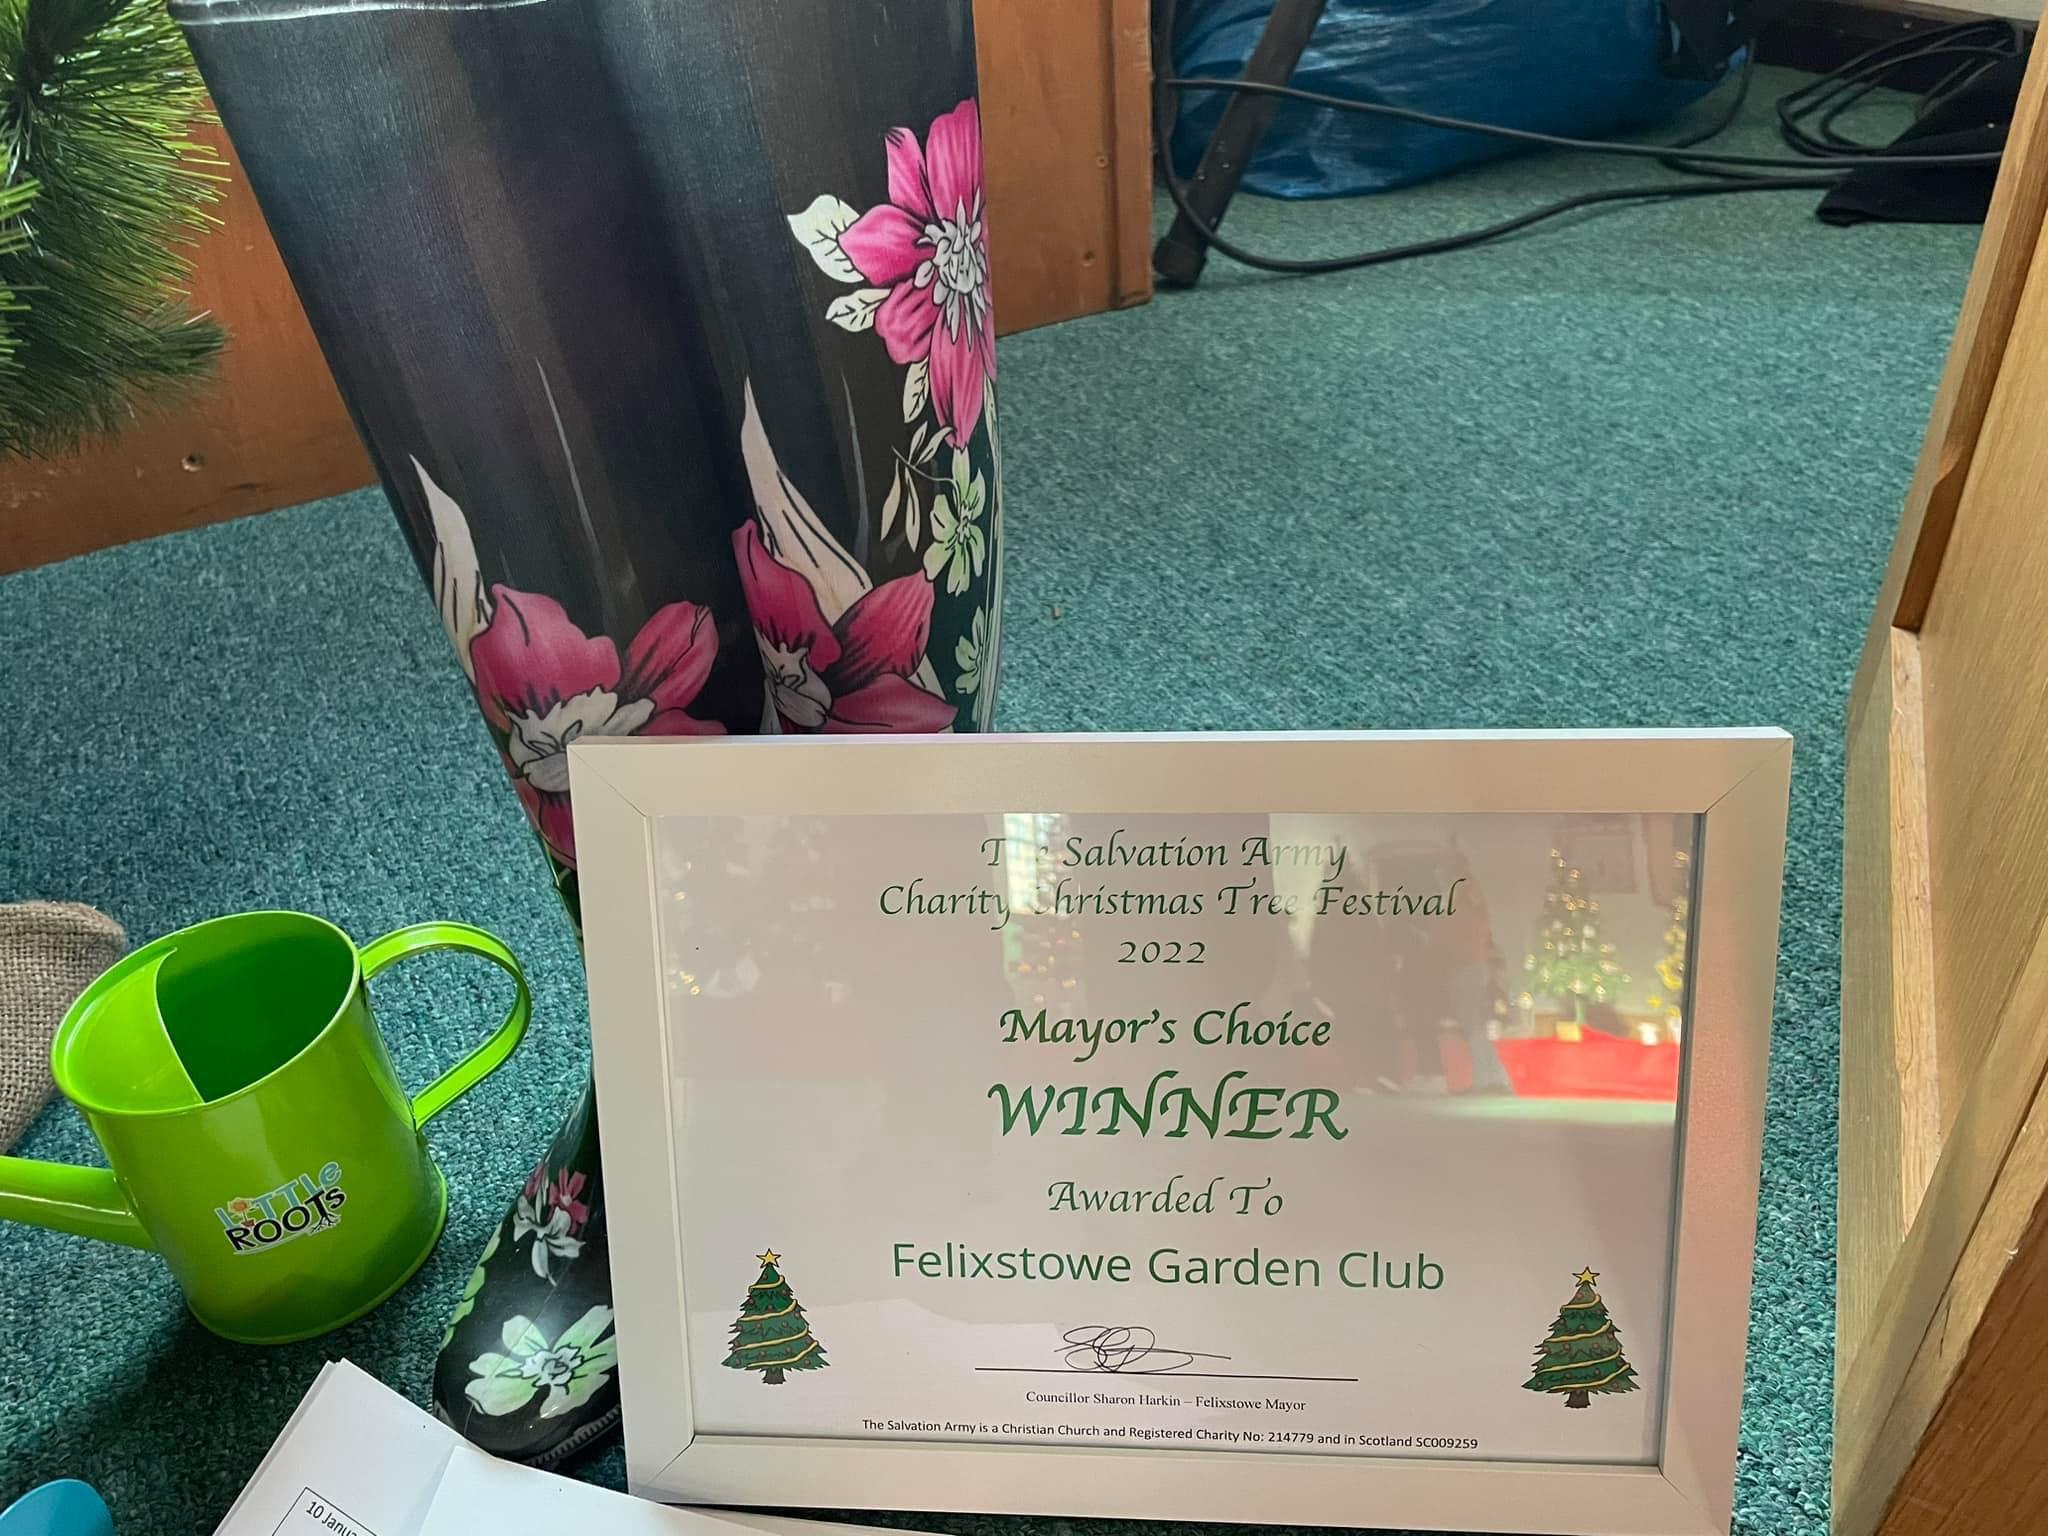 The Salvation Army
Charity Christmas Tree Festival
2022
Mayor's Choice
WINNER
Awarded To
Felixstowe Garden Club
Councillor Sharon Harkin – Felixstowe Mayor
The Salvation Army is a Christian Church and Registered Charity No: 214779 and in Scotland SC009259
LITTLE
ROOTS
10 Janua